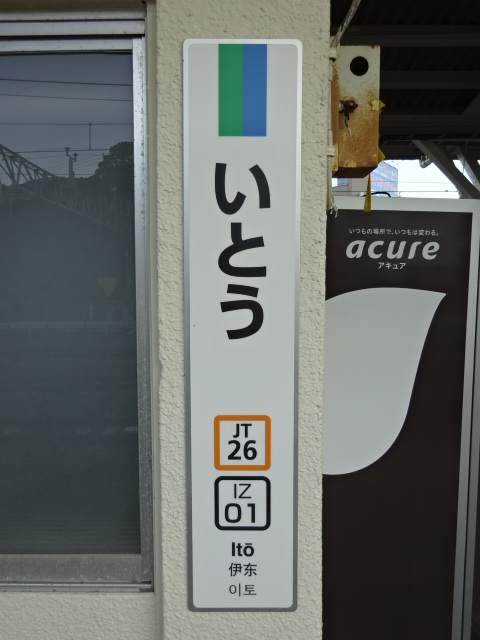 いとう
JT
26
IZ
01
Itō
伊东
이토
いつもの場所で、いつもは変わる。
acure
アキュア